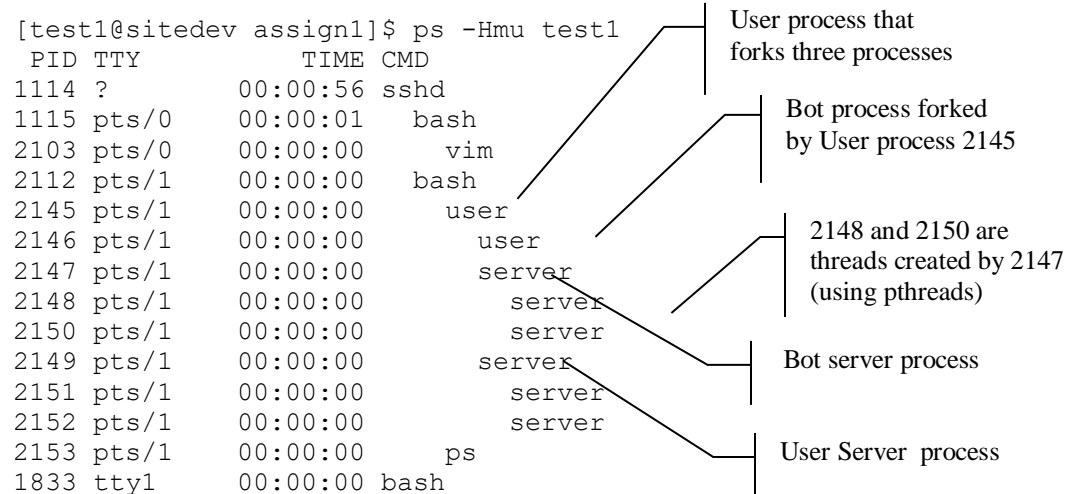 [test1@sitedev assign1]$ ps -Hmu test1
PID TTY          TIME CMD
1114 ?        00:00:56 sshd
1115 pts/0    00:00:01   bash
2103 pts/0    00:00:00     vim
2112 pts/1    00:00:00   bash
2145 pts/1    00:00:00     user
2146 pts/1    00:00:00       user
2147 pts/1    00:00:00       server
2148 pts/1    00:00:00         server
2150 pts/1    00:00:00         server
2149 pts/1    00:00:00       server
2151 pts/1    00:00:00         server
2152 pts/1    00:00:00         server
2153 pts/1    00:00:00     ps
1833 tty1     00:00:00 bash
User process that
forks three processes
Bot process forked
by User process 2145
2148 and 2150 are
threads created by 2147
(using pthreads)
Bot server process
User Server process